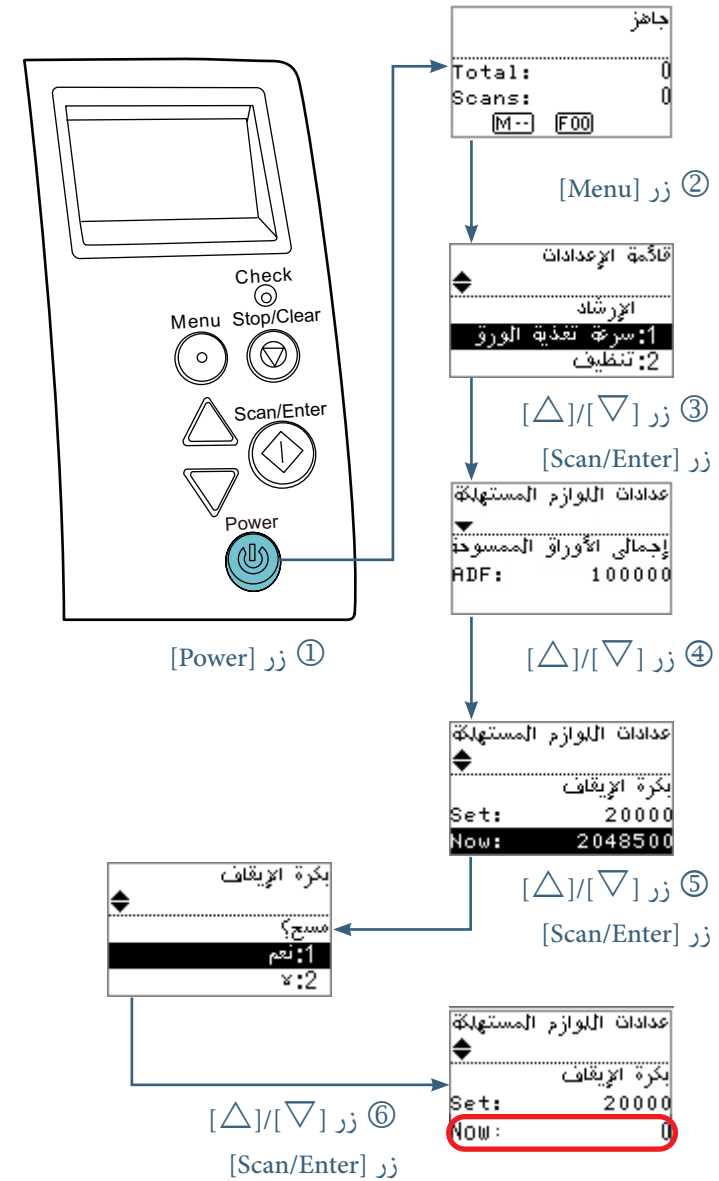 Check
Menu
Stop/Clear
Scan/Enter
Power
① زر [Power]
جاهز
Total: 0
Scans: 0
M-- F00
② زر [Menu]
قائمة الإعدادات
الإرشاد
1:سرعة تغذية الورق
2:تنظيف
③ زر [▽]/[△]
زر [Scan/Enter]
عدادات اللوازم المستهلكة
إجمالي الأوراق الممسوحة
ADF: 100000
④ زر [▽]/[△]
عدادات اللوازم المستهلكة
بكرة الإيقاف
Set: 20000
Now: 2048500
⑤ زر [▽]/[△]
زر [Scan/Enter]
بكرة الإيقاف
مسح؟
1:نعم
2:لا
⑥ زر [▽]/[△]
زر [Scan/Enter]
عدادات اللوازم المستهلكة
بكرة الإيقاف
Set: 20000
Now: 0